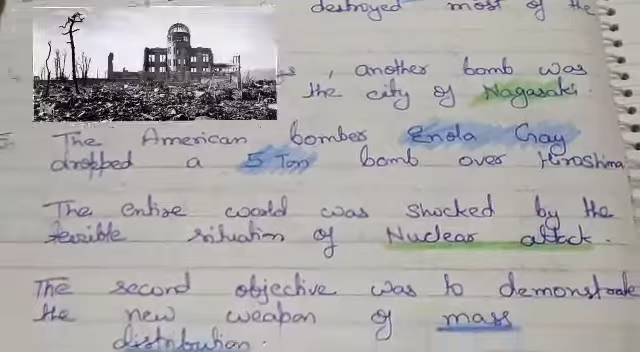 destroyed most of the
, another bomb was
the city of Nagasaki.
The American bomber Enola Gay
dropped a 5 Ton bomb over Hiroshima
The entire world was shocked by the
terrible situation of Nuclear attack.
The second objective was to demonstrate
the new weapon of mass
distribution.